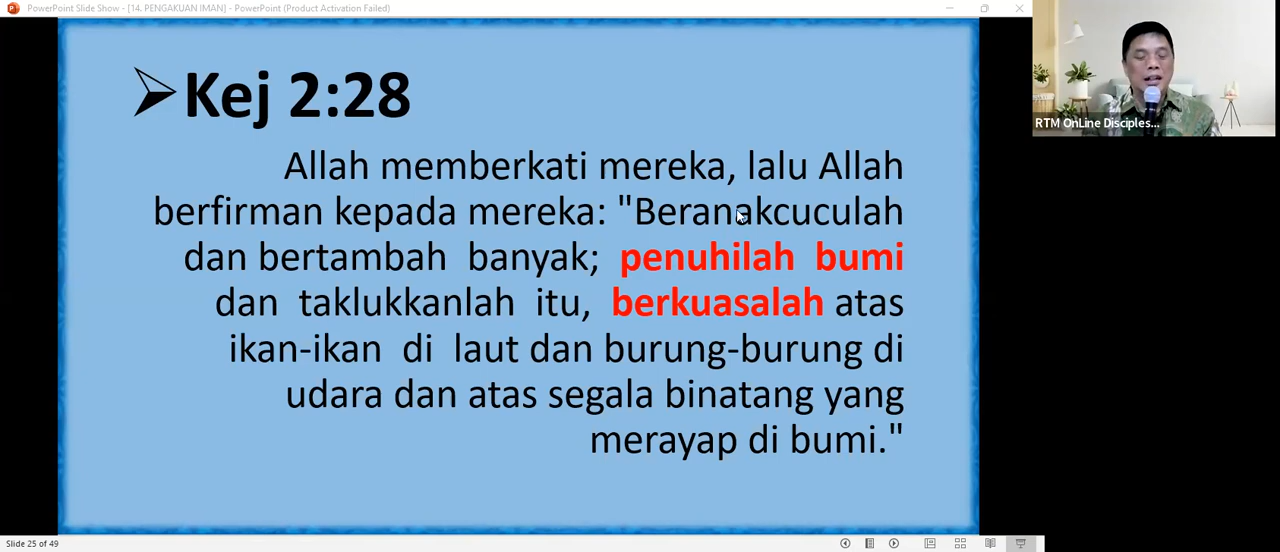 PowerPoint Slide Show - [14. PENGAKUAN IMAN] - PowerPoint (Product Activation Failed)
RTM OnLine Disciples...
Kej 2:28
Allah memberkati mereka, lalu Allah
berfirman kepada mereka: "Beranakcuculah
dan bertambah banyak; penuhilah bumi
dan taklukkanlah itu, berkuasalah atas
ikan-ikan di laut dan burung-burung di
udara dan atas segala binatang yang
merayap di bumi."
Slide 25 of 49